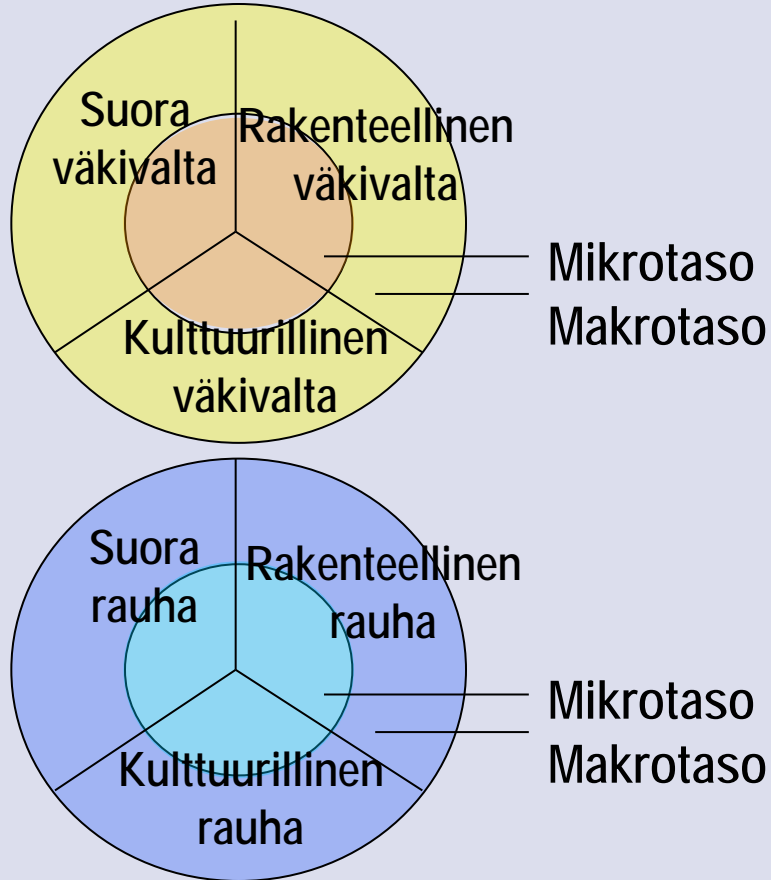 Suora
väkivalta
Rakenteellinen
väkivalta
Kulttuurillinen
väkivalta
Mikrotaso
Makrotaso
Suora
rauha
Rakenteellinen
rauha
Kulttuurillinen
rauha
Mikrotaso
Makrotaso